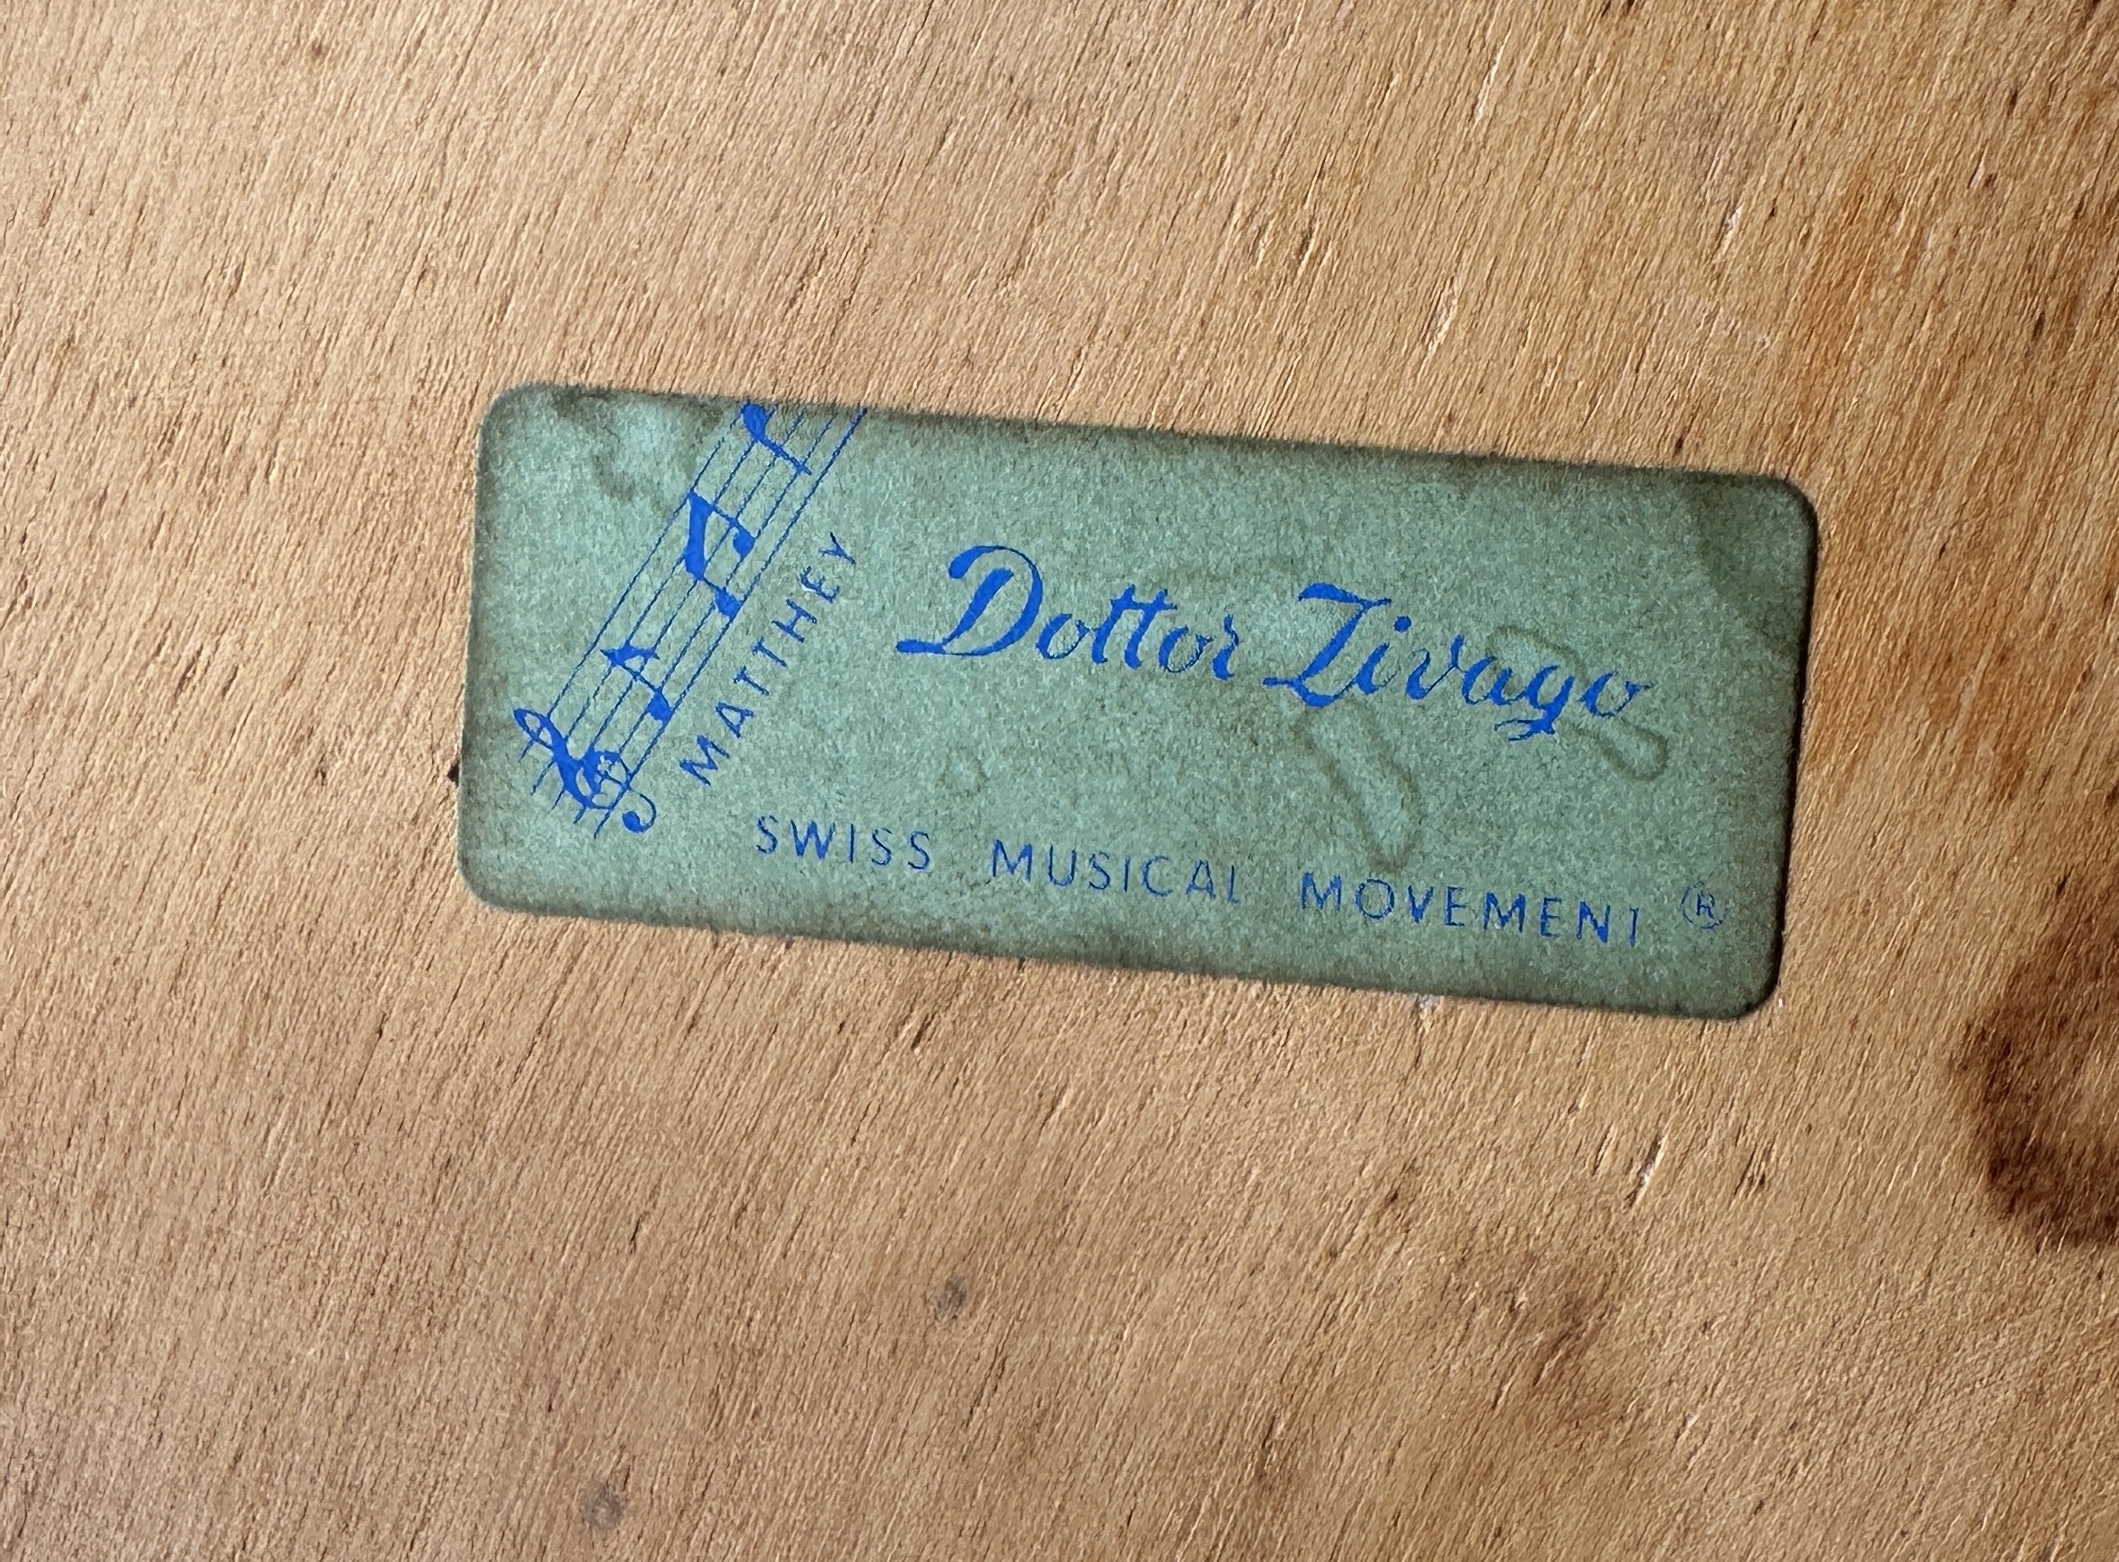 MATTHEY
Dottor Zivago
SWISS MUSICAL MOVEMENT ®